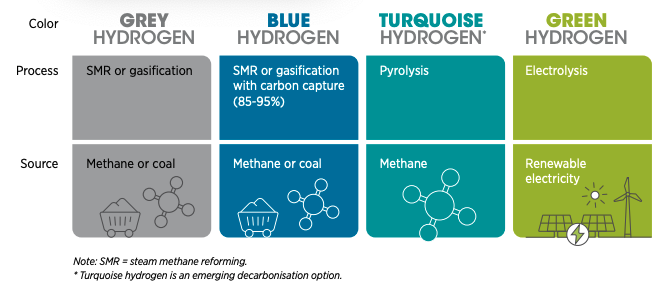 Color
GREY HYDROGEN
BLUE HYDROGEN
TURQUOISE HYDROGEN*
GREEN HYDROGEN
Process
SMR or gasification
SMR or gasification
with carbon capture
(85-95%)
Pyrolysis
Electrolysis
Source
Methane or coal
Methane or coal
Methane
Renewable
electricity
Note: SMR = steam methane reforming.
* Turquoise hydrogen is an emerging decarbonisation option.